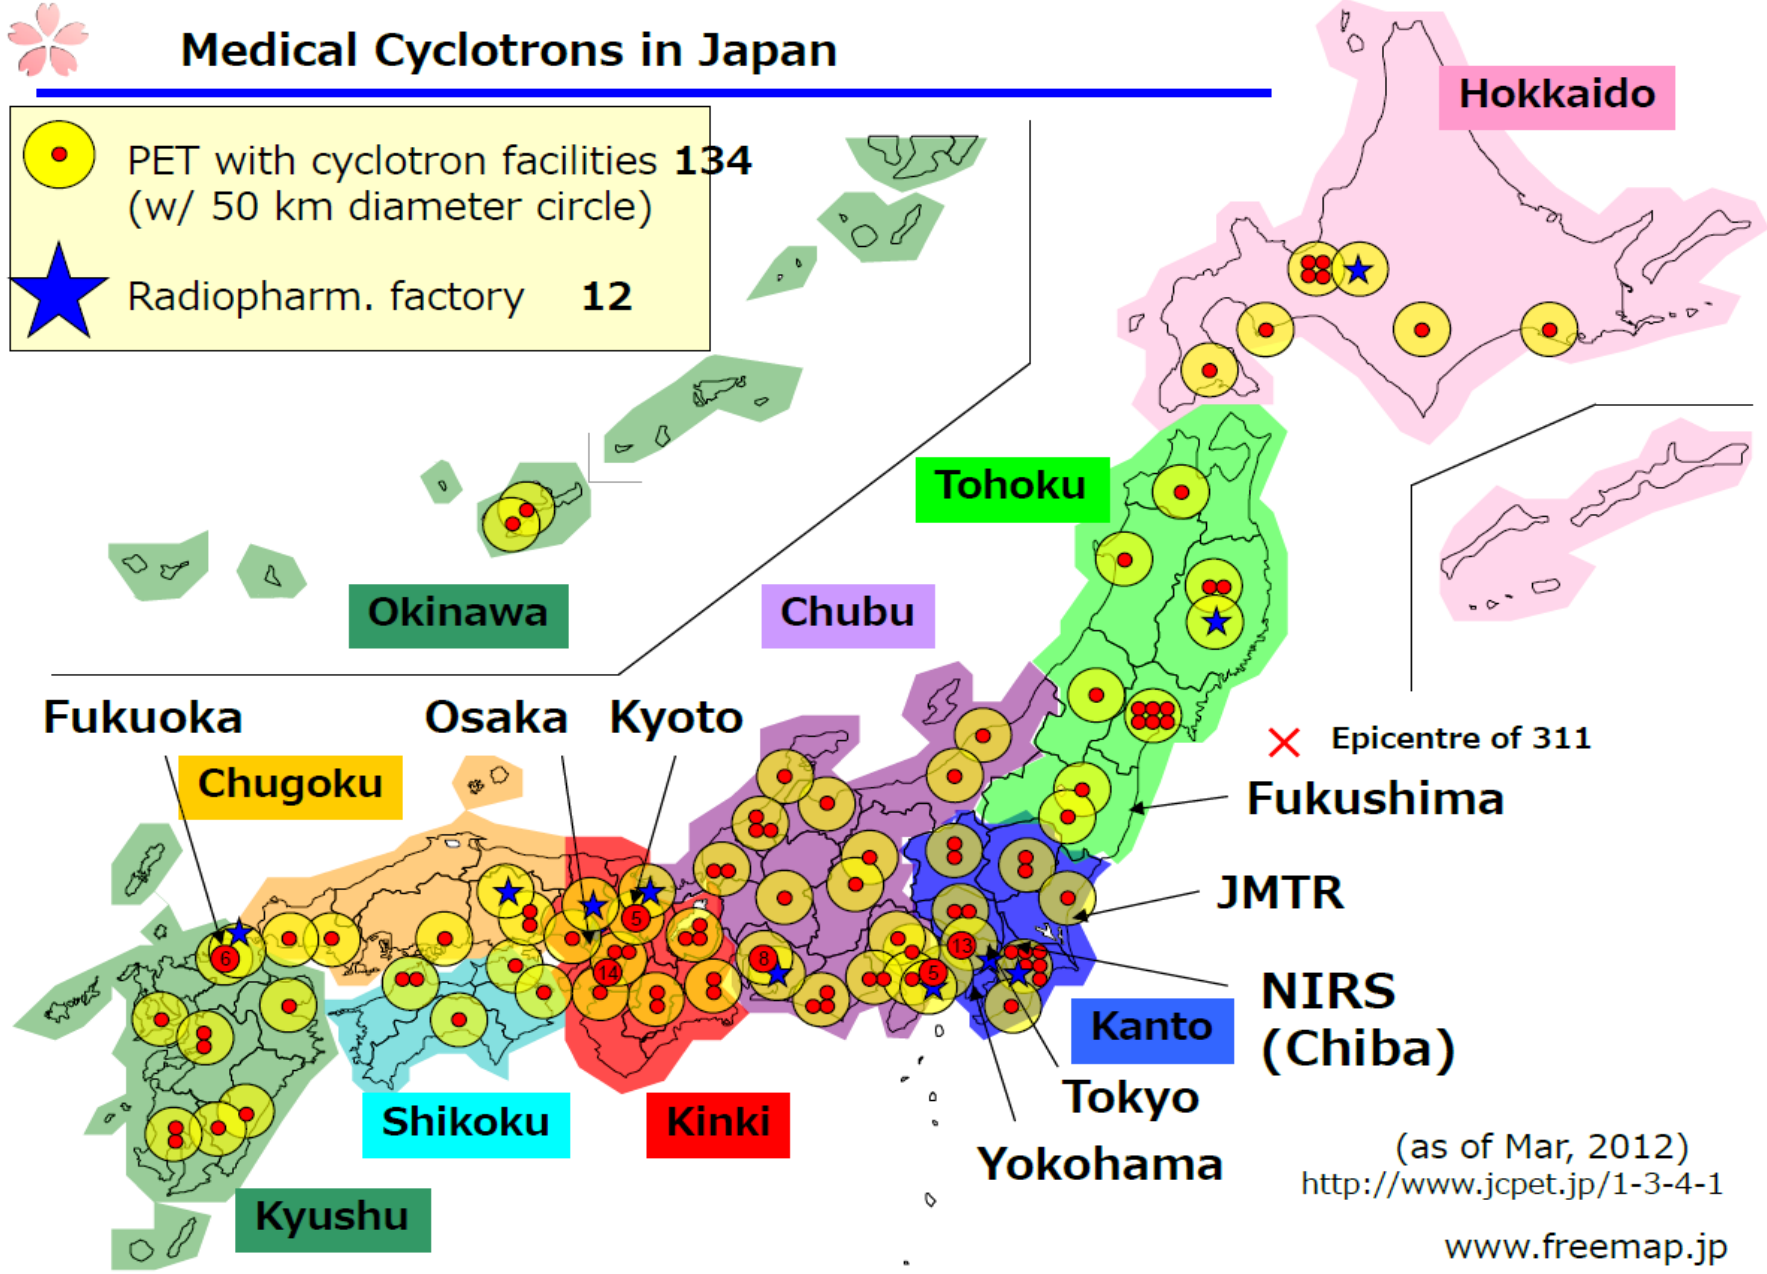 Medical Cyclotrons in Japan
PET with cyclotron facilities 134
(w/ 50 km diameter circle)
Radiopharm. factory 12
Hokkaido
Tohoku
Okinawa
Chubu
Fukuoka
Osaka
Kyoto
Epicentre of 311
Chugoku
Fukushima
JMTR
5
6
14
8
5
13
NIRS
(Chiba)
Kanto
Tokyo
Shikoku
Kinki
Yokohama
Kyushu
(as of Mar, 2012)
http://www.jcpet.jp/1-3-4-1
www.freemap.jp